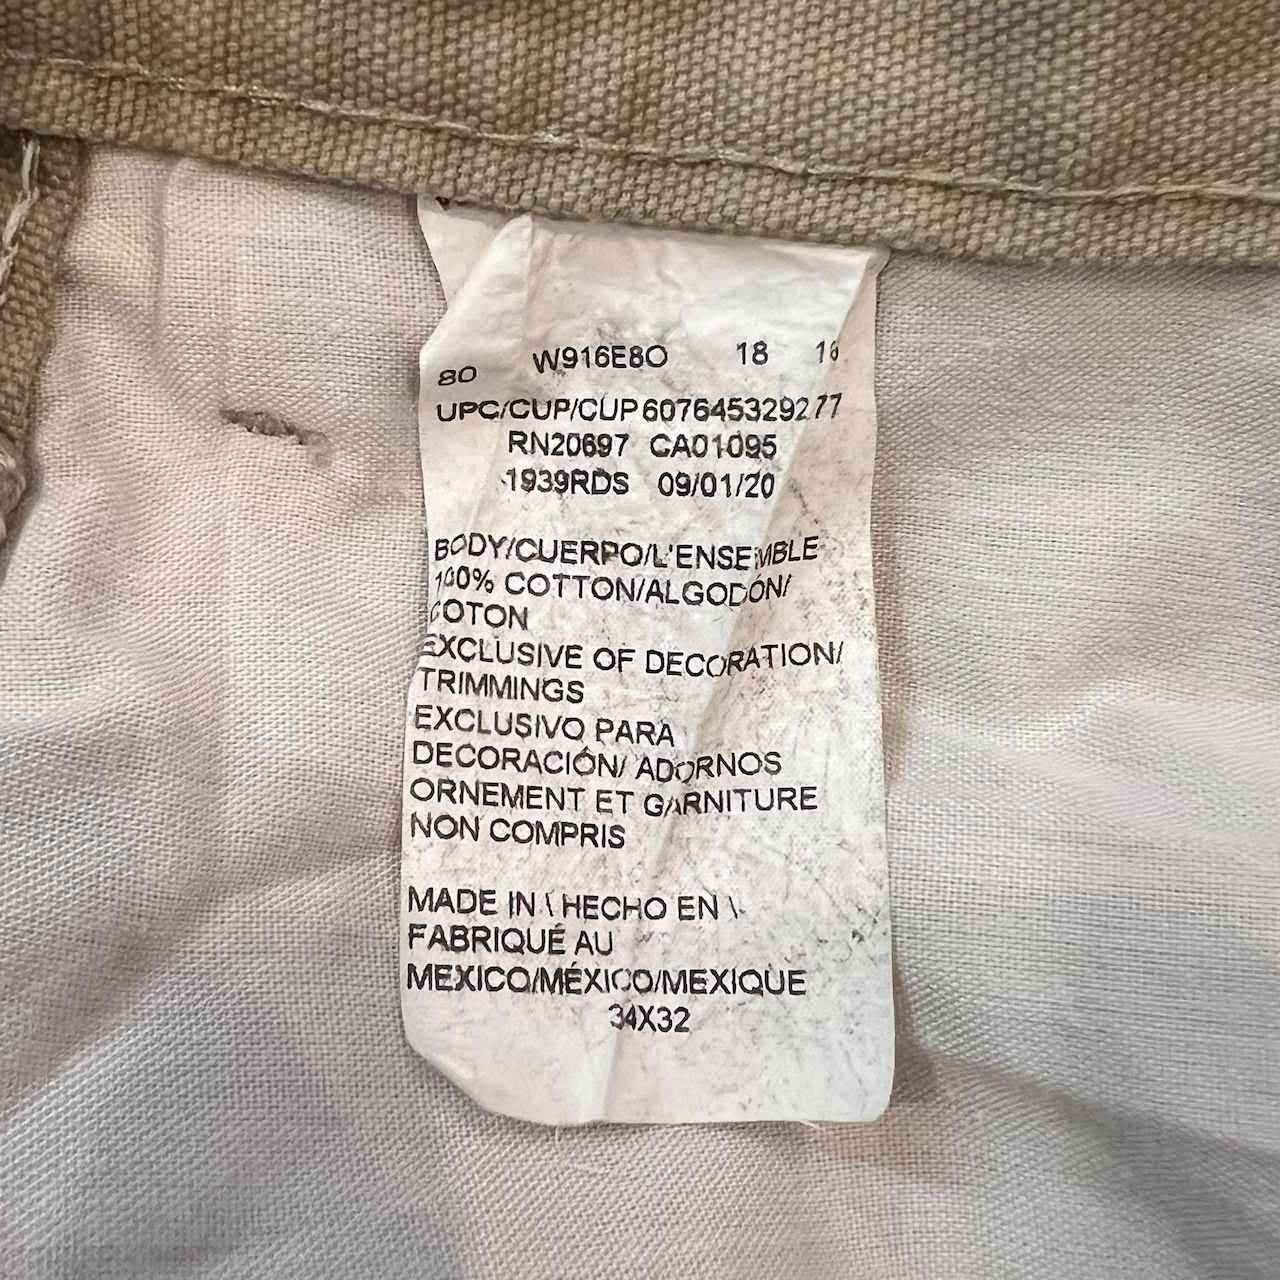 80 W916E8O 18 18
UPC/CUP/CUP 607645329277
RN20697 CA01095
1939RDS 09/01/20
BODY/CUERPO/L'ENSEMBLE
100% COTTON/ALGODÓN/
COTON
EXCLUSIVE OF DECORATION/
TRIMMINGS
EXCLUSIVO PARA
DECORACIÓN/ ADORNOS
ORNEMENT ET GARNITURE
NON COMPRIS
MADE IN \ HECHO EN \
FABRIQUÉ AU
MEXICO/MÉXICO/MEXIQUE
34X32